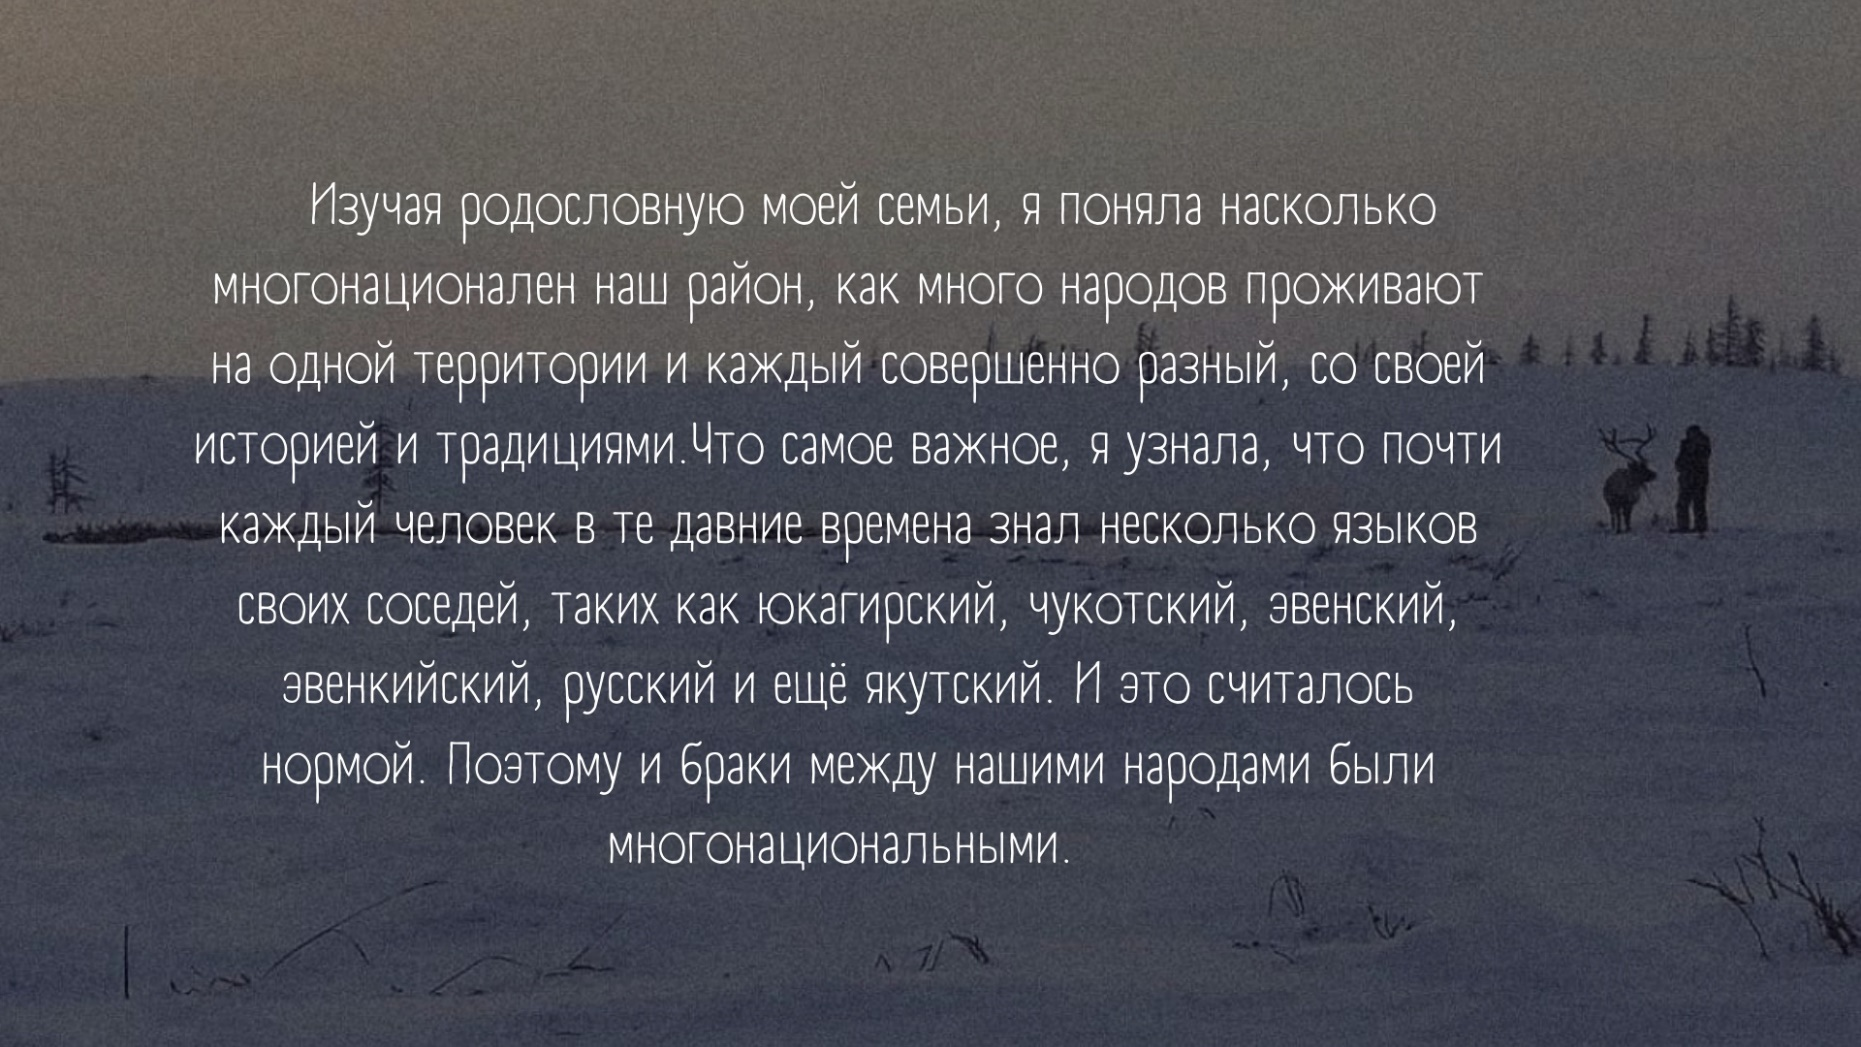 Изучая родословную моей семьи, я поняла насколько
многонационален наш район, как много народов проживают
на одной территории и каждый совершенно разный, со своей
историей и традициями.Что самое важное, я узнала, что почти
каждый человек в те давние времена знал несколько языков
своих соседей, таких как юкагирский, чукотский, эвенский,
эвенкийский, русский и ещё якутский. И это считалось
нормой. Поэтому и браки между нашими народами были
многонациональными.